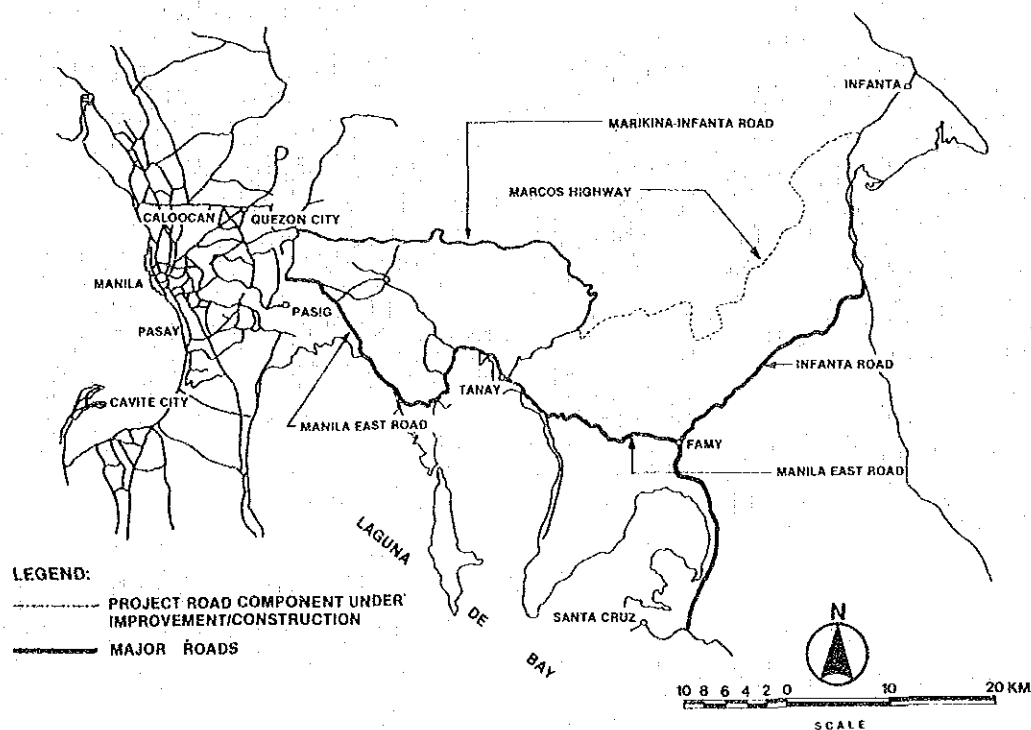 INFANTA
MARIKINA-INFANTA ROAD
MARCOS HIGHWAY
CALOOCAN
QUEZON CITY
MANILA
PASIG
PASAY
INFANTA ROAD
TANAY
CAVITE CITY
MANILA EAST ROAD
FAMY
MANILA EAST ROAD
LAGUNA
DE
BAY
SANTA CRUZ
LEGEND:
PROJECT ROAD COMPONENT UNDER
IMPROVEMENT/CONSTRUCTION
MAJOR ROADS
N
10 8 6 4 2 0 10 20 KM
SCALE